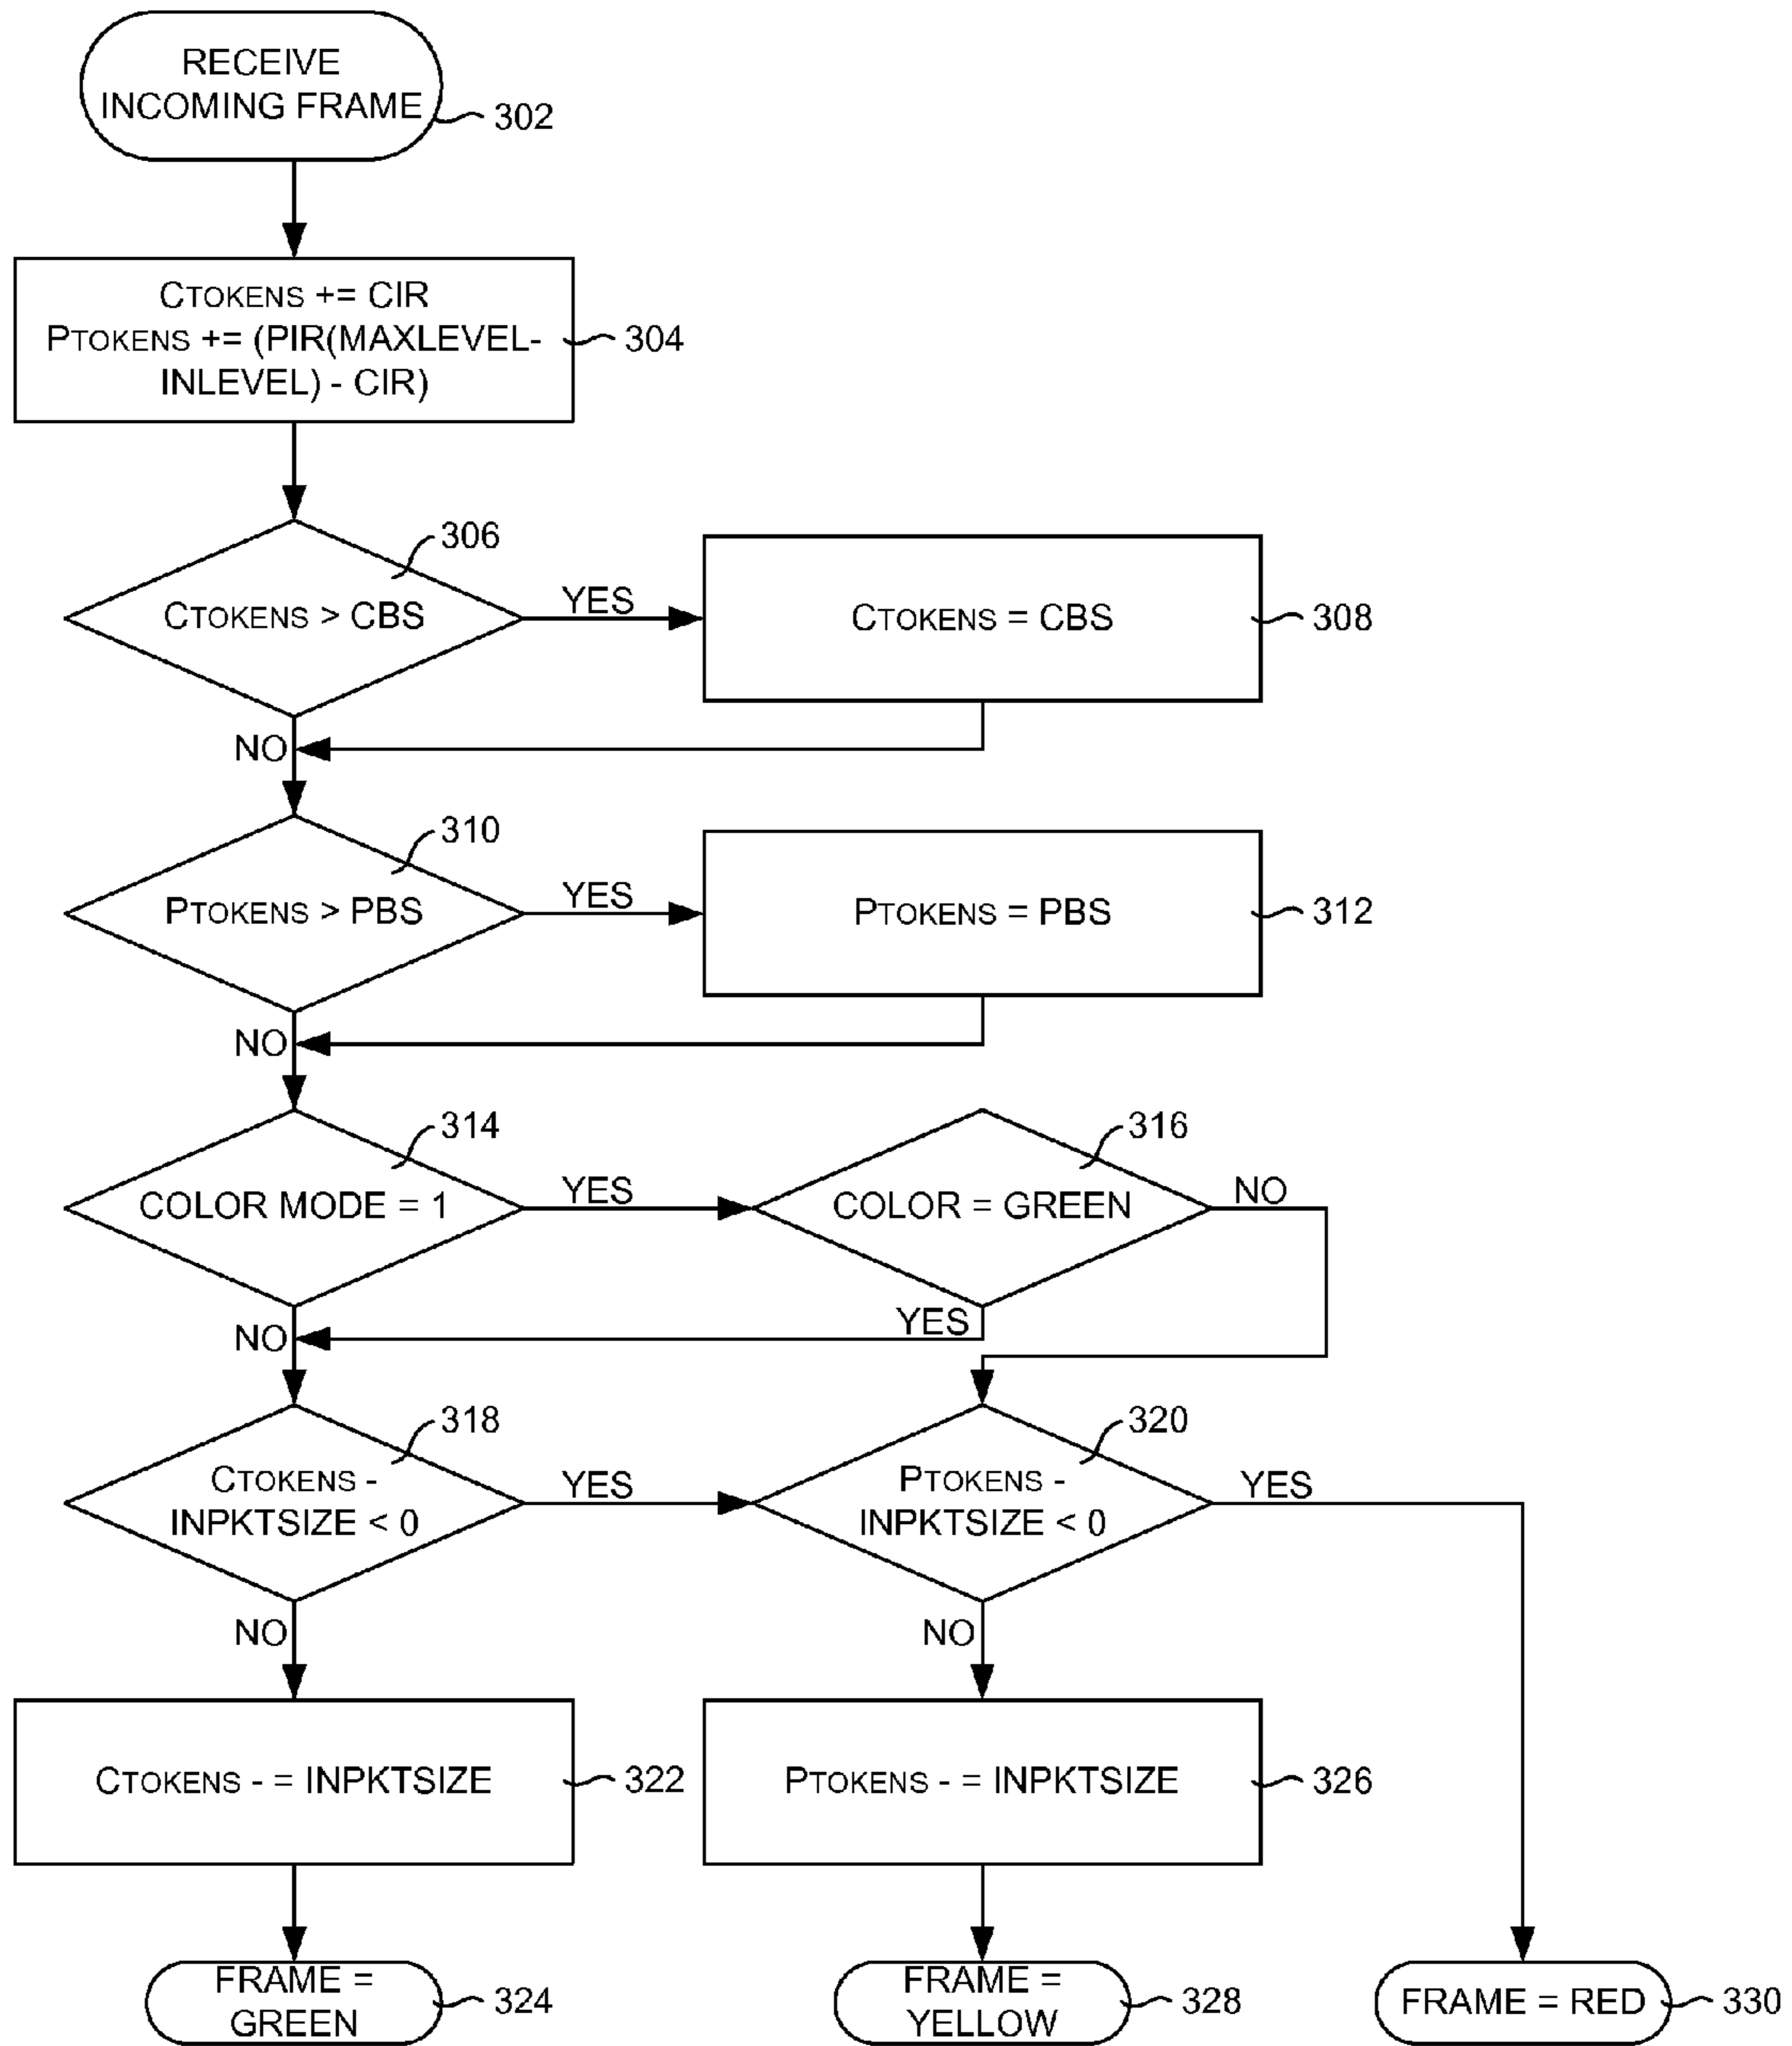 RECEIVE
INCOMING FRAME
302
CTOKENS += CIR
PTOKENS += (PIR(MAXLEVEL-
INLEVEL) - CIR)
304
306
CTOKENS > CBS
YES
CTOKENS = CBS
308
NO
310
PTOKENS > PBS
YES
PTOKENS = PBS
312
NO
314
COLOR MODE = 1
YES
316
COLOR = GREEN
NO
YES
NO
318
CTOKENS -
INPKTSIZE < 0
YES
320
PTOKENS -
INPKTSIZE < 0
YES
NO
NO
CTOKENS - = INPKTSIZE
322
PTOKENS - = INPKTSIZE
326
FRAME =
GREEN
324
FRAME =
YELLOW
328
FRAME = RED
330